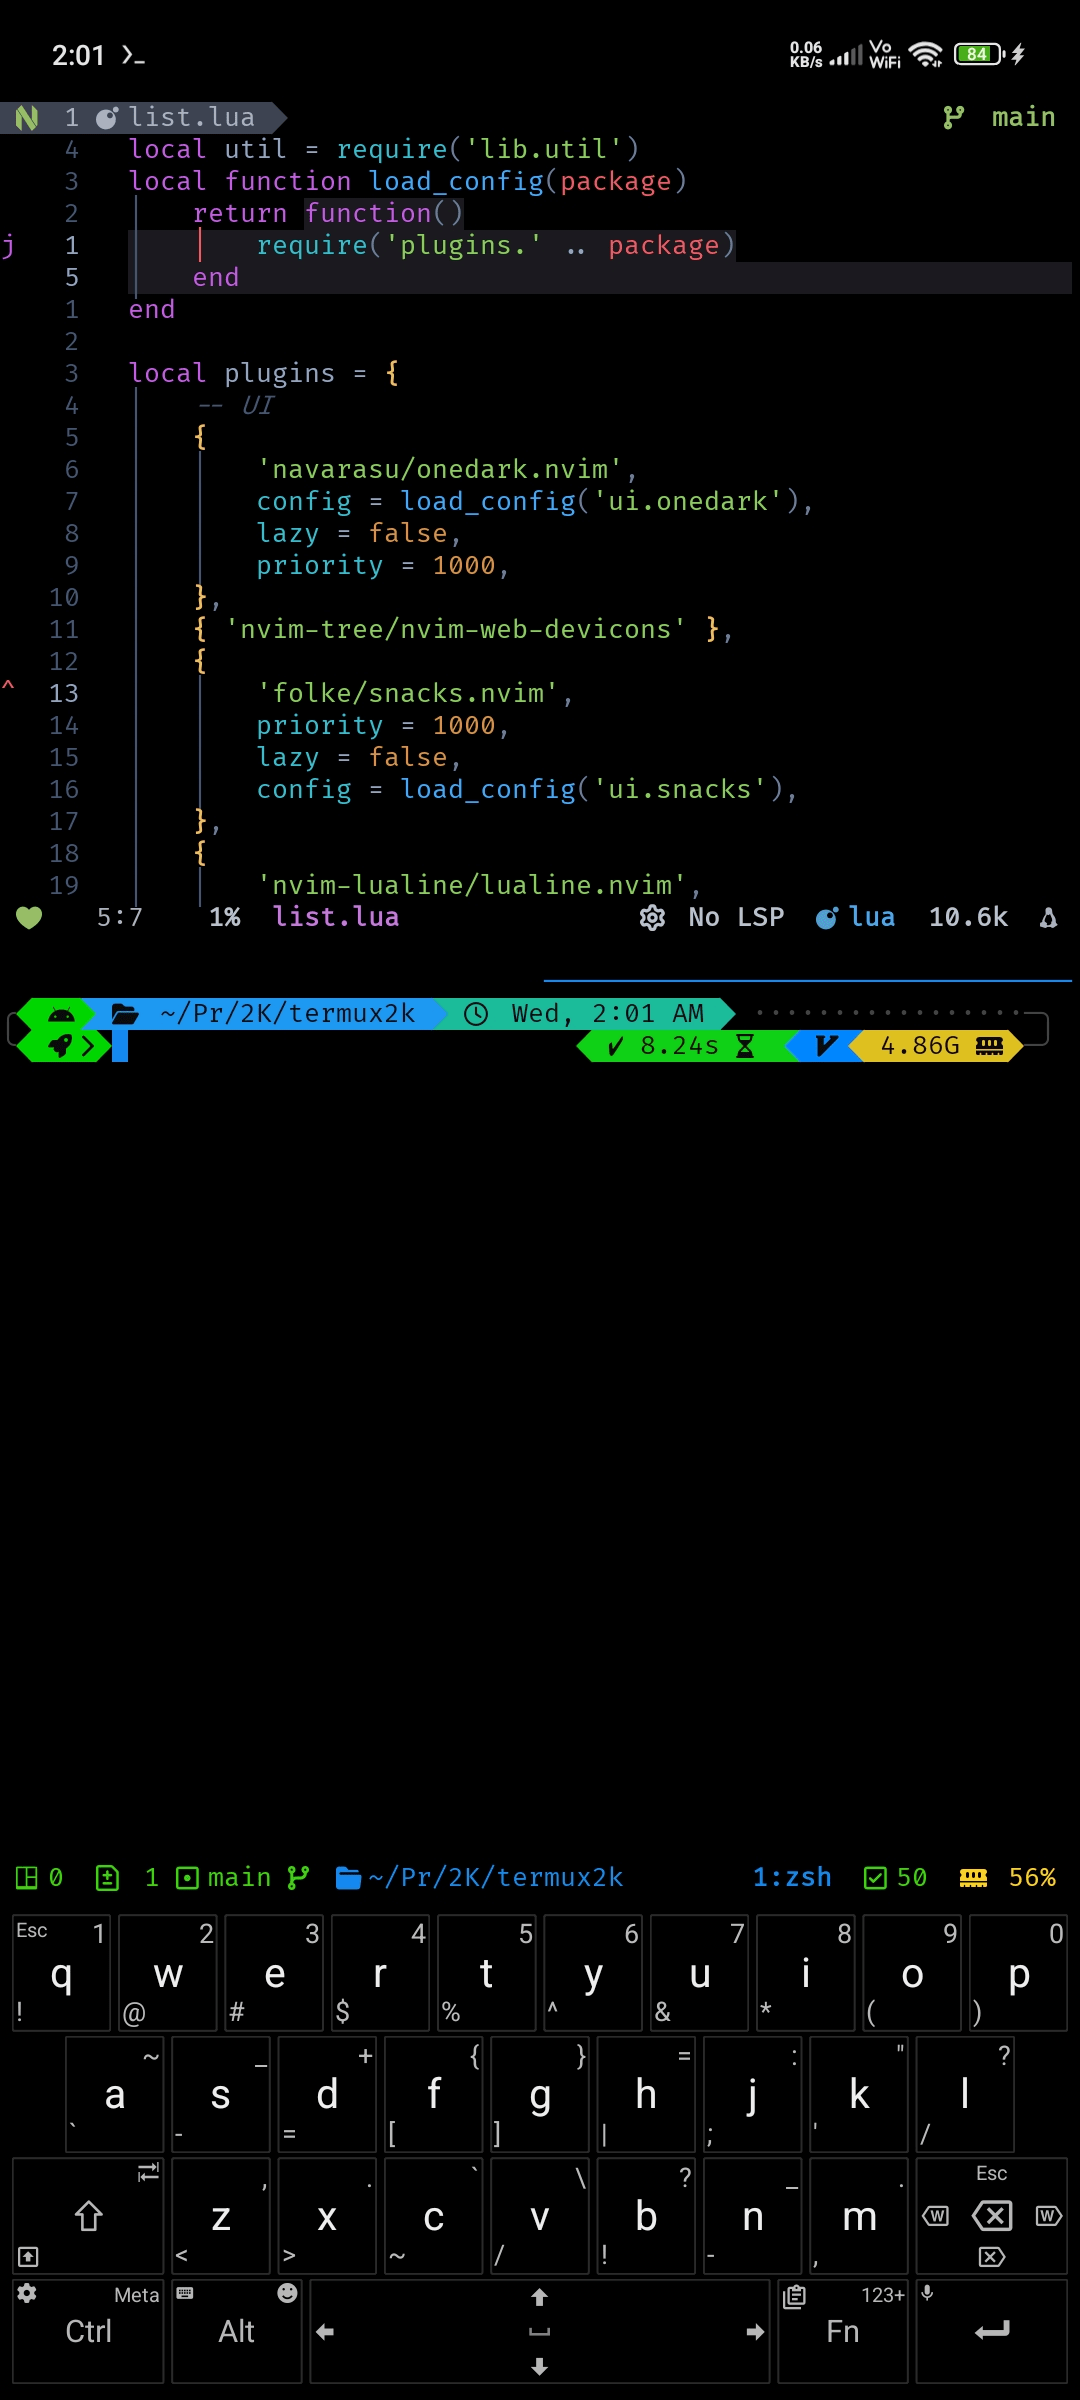 2:01 0.06 KB/s Vo WiFi 84
1 list.lua main
4 local util = require('lib.util')
3 local function load_config(package)
2 return function()
j 1 require('plugins.' .. package)
5 end
1 end
2
3 local plugins = {
4 -- UI
5 {
6 'navarasu/onedark.nvim',
7 config = load_config('ui.onedark'),
8 lazy = false,
9 priority = 1000,
10 },
11 { 'nvim-tree/nvim-web-devicons' },
12 {
^ 13 'folke/snacks.nvim',
14 priority = 1000,
15 lazy = false,
16 config = load_config('ui.snacks'),
17 },
18 {
19 'nvim-lualine/lualine.nvim',
5:7 1% list.lua No LSP lua 10.6k
~/Pr/2K/termux2k Wed, 2:01 AM
8.24s 4.86G
0 1 main ~/Pr/2K/termux2k 1:zsh 50 56%
Esc 1 2 3 4 5 6 7 8 9 0
q w e r t y u i o p
! @ # $ % ^ & * ( )
~ _ + { } = : " ?
a s d f g h j k l
` - = [ ] | ; ' /
, . ` \ ? _ . Esc
z x c v b n m W W
< > ~ / ! - ,
Meta 123+
Ctrl Alt Fn